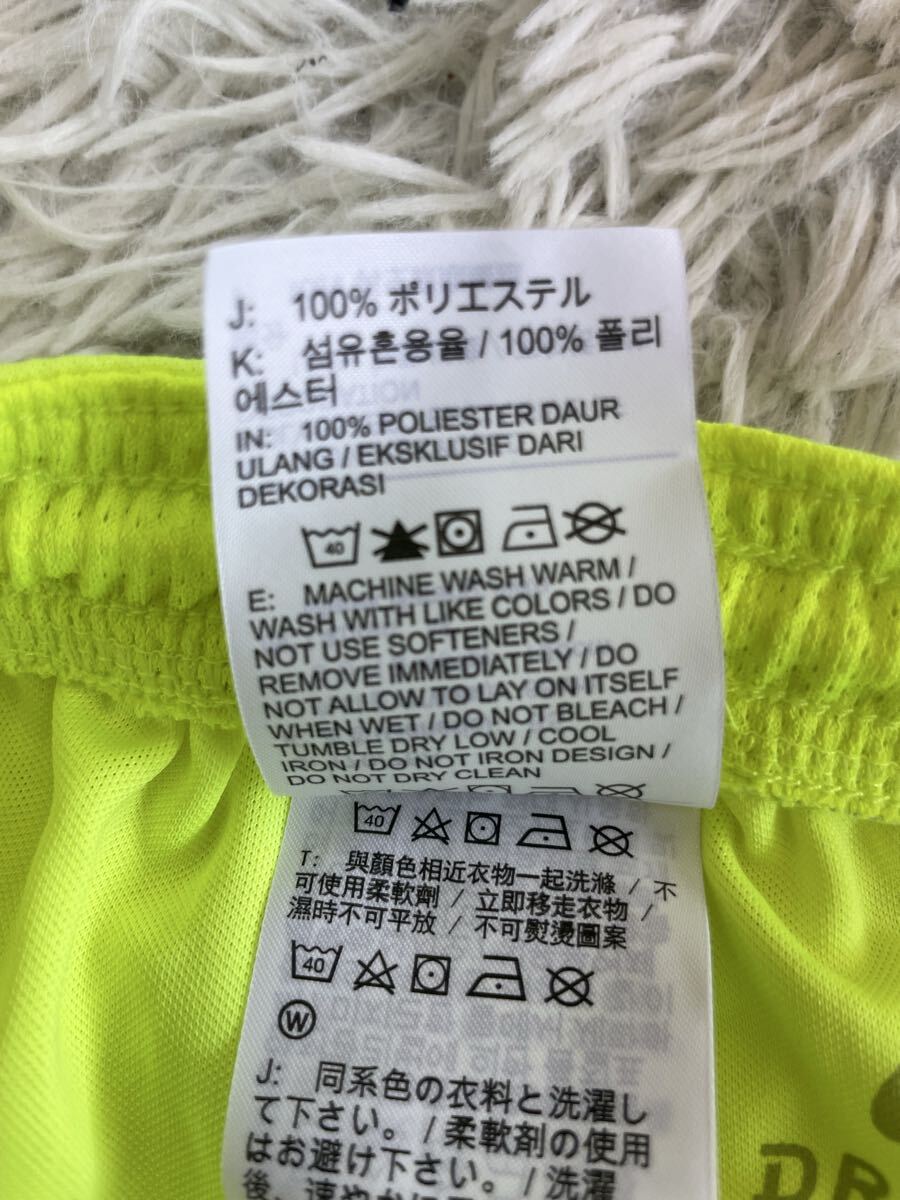 J: 100% ポリエステル
K: 섬유혼용율 / 100% 폴리
에스터
IN: 100% POLIESTER DAUR
ULANG / EKSKLUSIF DARI
DEKORASI
40
E: MACHINE WASH WARM /
WASH WITH LIKE COLORS / DO
NOT USE SOFTENERS /
REMOVE IMMEDIATELY / DO
NOT ALLOW TO LAY ON ITSELF
WHEN WET / DO NOT BLEACH /
TUMBLE DRY LOW / COOL
IRON / DO NOT IRON DESIGN /
DO NOT DRY CLEAN
40
T: 與顏色相近衣物一起洗滌 / 不
可使用柔軟劑 / 立即移走衣物 /
濕時不可平放 / 不可熨燙圖案
40
W
J: 同系色の衣料と洗濯し
て下さい。 / 柔軟剤の使用
はお避け下さい。 / 洗濯
後、速やかに